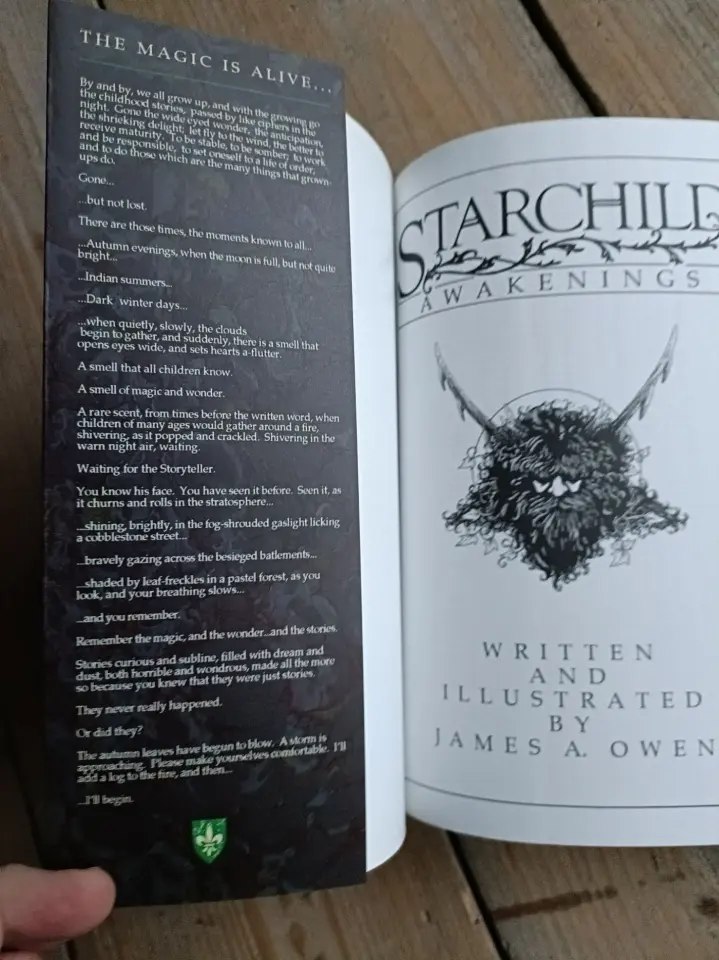 THE MAGIC IS ALIVE...
By and by, we all grow up, and with the growing go
the childhood stories, passed by like ciphers in the
night. Gone the wide eyed wonder, the anticipation,
the shrieking delight; let fly to the wind, the better to
receive maturity. To be stable, to be somber; to work
and be responsible, to set oneself to a life of order,
and to do those which are the many things that grown-
ups do.
Gone...
...but not lost.
There are those times, the moments known to all...
...Autumn evenings, when the moon is full, but not quite
bright...
...Indian summers...
...Dark winter days...
...when quietly, slowly, the clouds
begin to gather, and suddenly, there is a smell that
opens eyes wide, and sets hearts a-flutter.
A smell that all children know.
A smell of magic and wonder.
A rare scent, from times before the written word, when
children of many ages would gather around a fire,
shivering, as it popped and crackled. Shivering in the
warn night air, waiting.
Waiting for the Storyteller.
You know his face. You have seen it before. Seen it, as
it churns and rolls in the stratosphere...
...shining, brightly, in the fog-shrouded gaslight licking
a cobblestone street...
...bravely gazing across the besieged batlements...
...shaded by leaf-freckles in a pastel forest, as you
look, and your breathing slows...
...and you remember.
Remember the magic, and the wonder...and the stories.
Stories curious and subline, filled with dream and
dust, both horrible and wondrous, made all the more
so because you knew that they were just stories.
They never really happened.
Or did they?
The autumn leaves have begun to blow. A storm is
approaching. Please make yourselves comfortable. I'll
add a log to the fire, and then...
...I'll begin.
STARCHILD
AWAKENINGS
WRITTEN
AND
ILLUSTRATED
BY
JAMES A. OWEN